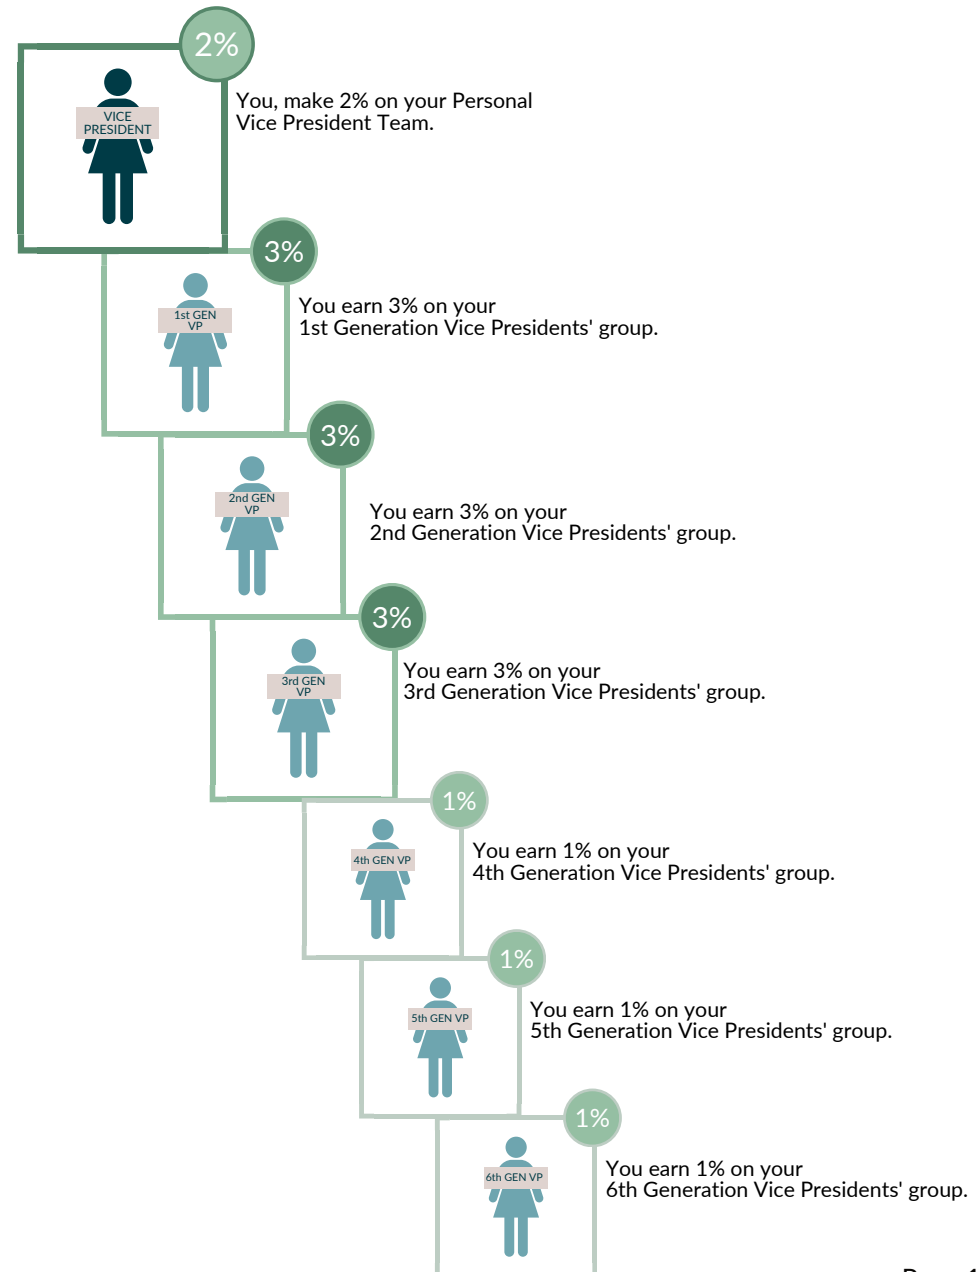 2%
You, make 2% on your Personal
Vice President Team.
VICE
PRESIDENT
3%
You earn 3% on your
1st Generation Vice Presidents' group.
1st GEN
VP
3%
You earn 3% on your
2nd Generation Vice Presidents' group.
2nd GEN
VP
3%
You earn 3% on your
3rd Generation Vice Presidents' group.
3rd GEN
VP
1%
You earn 1% on your
4th Generation Vice Presidents' group.
4th GEN VP
1%
You earn 1% on your
5th Generation Vice Presidents' group.
5th GEN VP
1%
You earn 1% on your
6th Generation Vice Presidents' group.
6th GEN VP